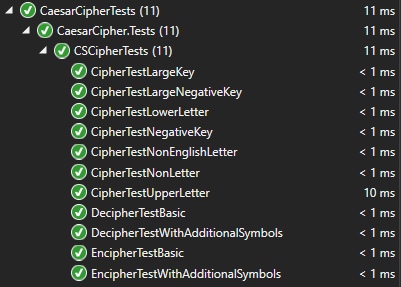 CaesarCipherTests (11) 11 ms
CaesarCipher.Tests (11) 11 ms
CSCipherTests (11) 11 ms
CipherTestLargeKey < 1 ms
CipherTestLargeNegativeKey < 1 ms
CipherTestLowerLetter < 1 ms
CipherTestNegativeKey < 1 ms
CipherTestNonEnglishLetter < 1 ms
CipherTestNonLetter < 1 ms
CipherTestUpperLetter 10 ms
DecipherTestBasic < 1 ms
DecipherTestWithAdditionalSymbols < 1 ms
EncipherTestBasic < 1 ms
EncipherTestWithAdditionalSymbols < 1 ms